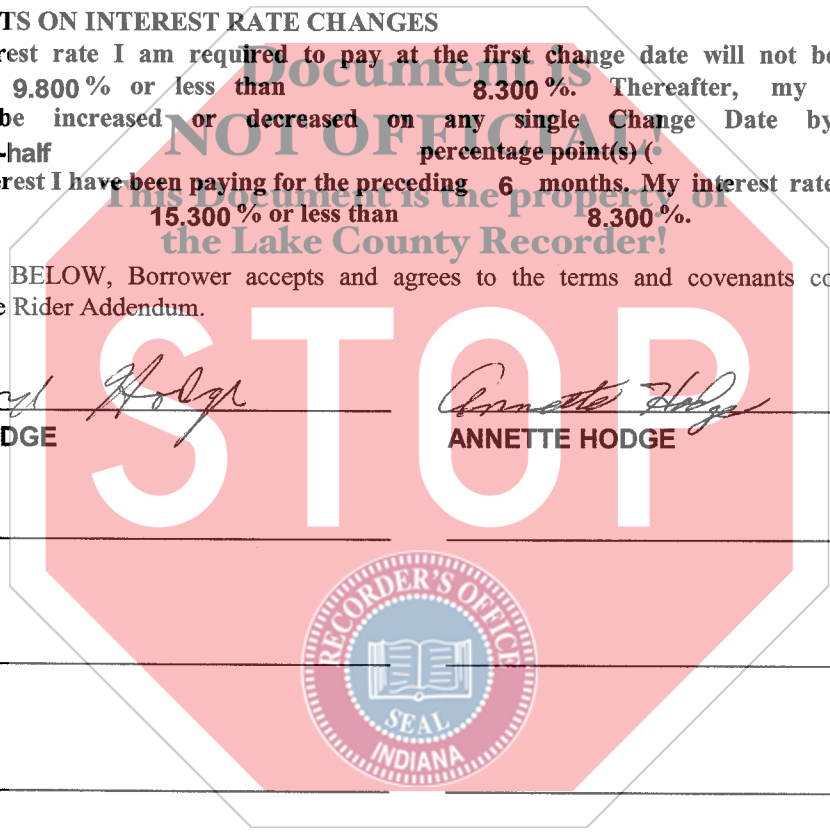 TS ON INTEREST RATE CHANGES
rest rate I am required to pay at the first change date will not be
9.800 % or less than 8.300 %. Thereafter, my
be increased or decreased on any single Change Date by
-half percentage point(s) (
rest I have been paying for the preceding 6 months. My interest rate
15.300 % or less than 8.300 %.
Document is
NOT OFFICIAL!
This Document is the property of
the Lake County Recorder!
BELOW, Borrower accepts and agrees to the terms and covenants co
e Rider Addendum.
STOP
Hodge
Annette Hodge
DGE
ANNETTE HODGE
RECORDER'S OFFICE
SEAL
INDIANA